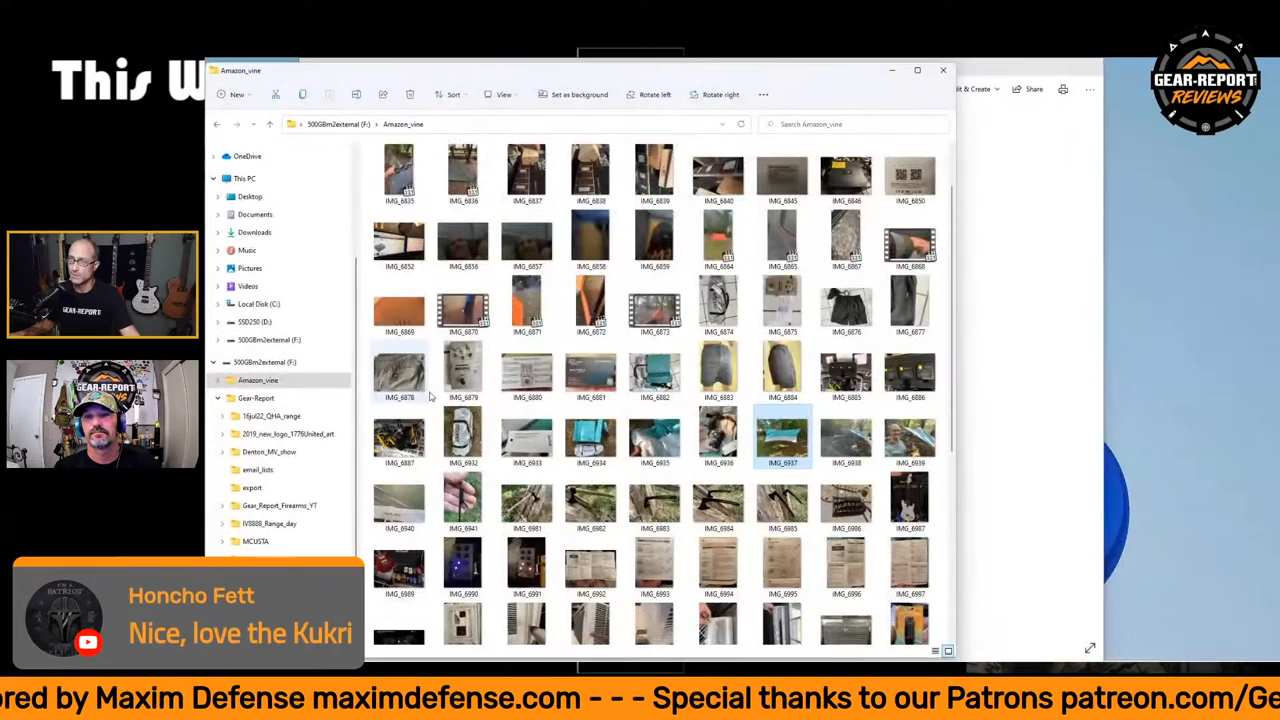 This W
Amazon_vine
New
Sort
View
Set as background
Rotate left
Rotate right
dit & Create
Share
500GBm2external (F:) > Amazon_vine
Search Amazon_vine
OneDrive
This PC
Desktop
Documents
Downloads
Music
Pictures
Videos
Local Disk (C:)
SSD250 (D:)
500GBm2external (F:)
500GBm2external (F:)
Amazon_vine
Gear-Report
16jul22_QHA_range
2019_new_logo_1776United_art
Denton_MV_show
email_lists
export
Gear_Report_Firearms_YT
IV8888_Range_day
MCUSTA
IMG_6835 IMG_6836 IMG_6837 IMG_6838 IMG_6839 IMG_6840 IMG_6845 IMG_6846 IMG_6850
IMG_6852 IMG_6856 IMG_6857 IMG_6858 IMG_6859 IMG_6864 IMG_6865 IMG_6867 IMG_6868
IMG_6869 IMG_6870 IMG_6871 IMG_6872 IMG_6873 IMG_6874 IMG_6875 IMG_6876 IMG_6877
IMG_6878 IMG_6879 IMG_6880 IMG_6881 IMG_6882 IMG_6883 IMG_6884 IMG_6885 IMG_6886
IMG_6887 IMG_6932 IMG_6933 IMG_6934 IMG_6935 IMG_6936 IMG_6937 IMG_6938 IMG_6939
IMG_6940 IMG_6941 IMG_6981 IMG_6982 IMG_6983 IMG_6984 IMG_6985 IMG_6986 IMG_6987
IMG_6989 IMG_6990 IMG_6991 IMG_6992 IMG_6993 IMG_6994 IMG_6995 IMG_6996 IMG_6997
GEAR-REPORT
REVIEWS
GEAR-REPORT
I'M A
PATRIOT
Honcho Fett
Nice, love the Kukri
ored by Maxim Defense maximdefense.com - - - Special thanks to our Patrons patreon.com/Ge